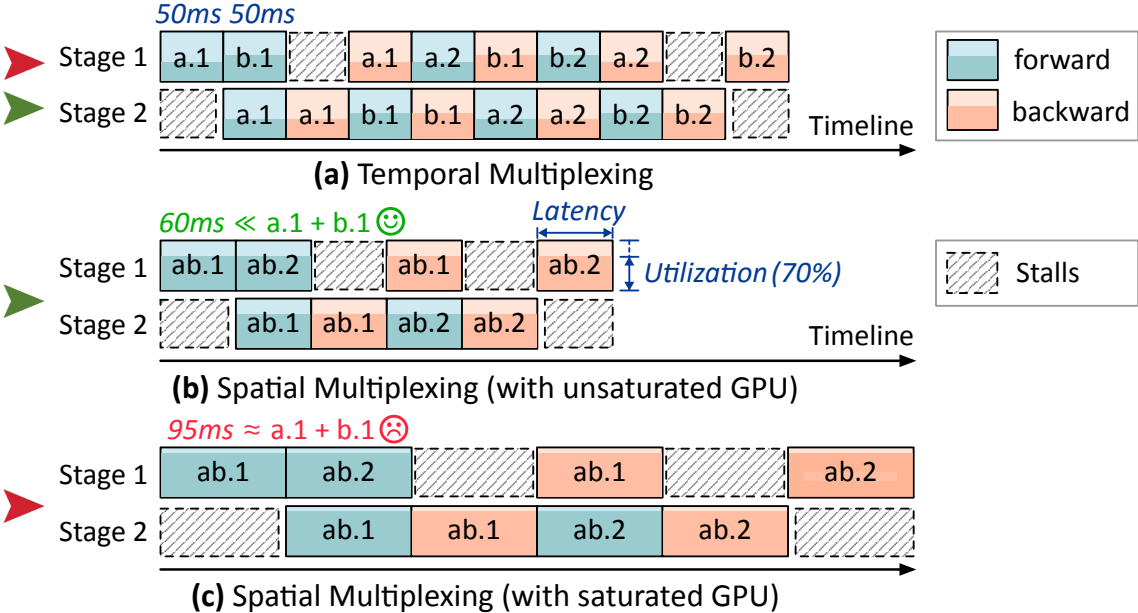 50ms 50ms
Stage 1 a.1 b.1 a.1 a.2 b.1 b.2 a.2 b.2
Stage 2 a.1 a.1 b.1 b.1 a.2 a.2 b.2 b.2
Timeline
(a) Temporal Multiplexing
forward
backward
60ms ≪ a.1 + b.1
Latency
Stage 1 ab.1 ab.2 ab.1 ab.2
Utilization (70%)
Stage 2 ab.1 ab.1 ab.2 ab.2
Timeline
(b) Spatial Multiplexing (with unsaturated GPU)
Stalls
95ms ≈ a.1 + b.1
Stage 1 ab.1 ab.2 ab.1 ab.2
Stage 2 ab.1 ab.1 ab.2 ab.2
(c) Spatial Multiplexing (with saturated GPU)